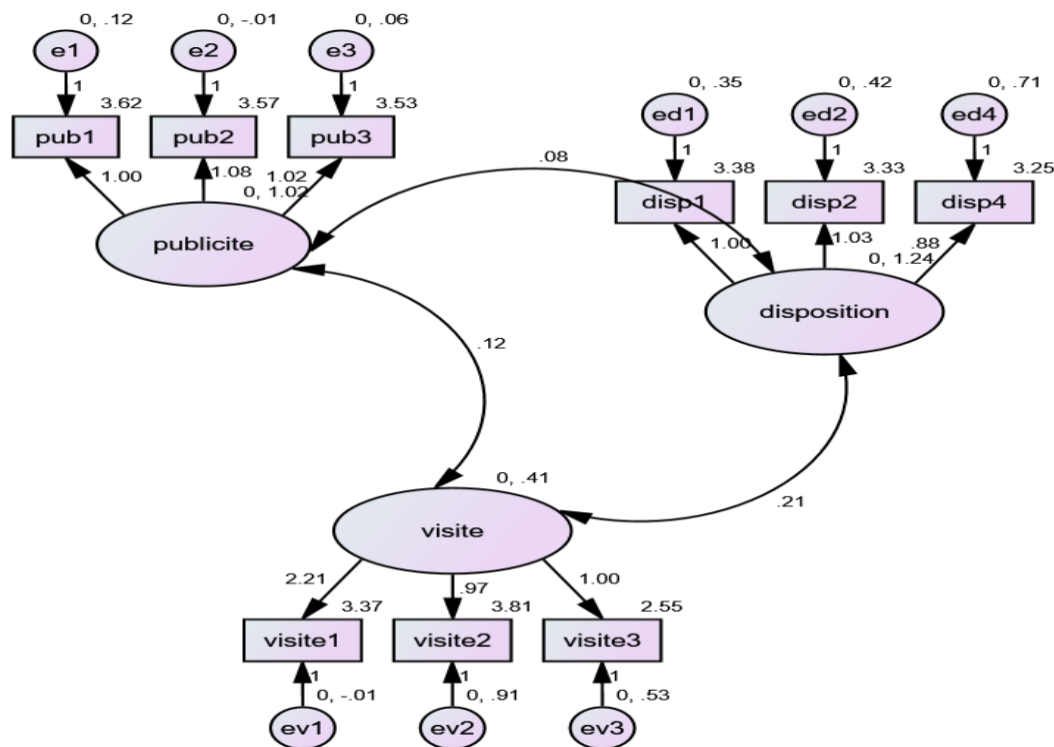 0, .12
0, -.01
0, .06
e1
e2
e3
1
1
1
3.62
3.57
3.53
pub1
pub2
pub3
1.00
1.08
1.02
0, 1.02
publicite
.08
0, .35
0, .42
0, .71
ed1
ed2
ed4
1
1
1
3.38
3.33
3.25
disp1
disp2
disp4
1.00
1.03
.88
0, 1.24
disposition
.12
.21
0, .41
visite
2.21
.97
1.00
3.37
3.81
2.55
visite1
visite2
visite3
1
1
1
0, -.01
0, .91
0, .53
ev1
ev2
ev3